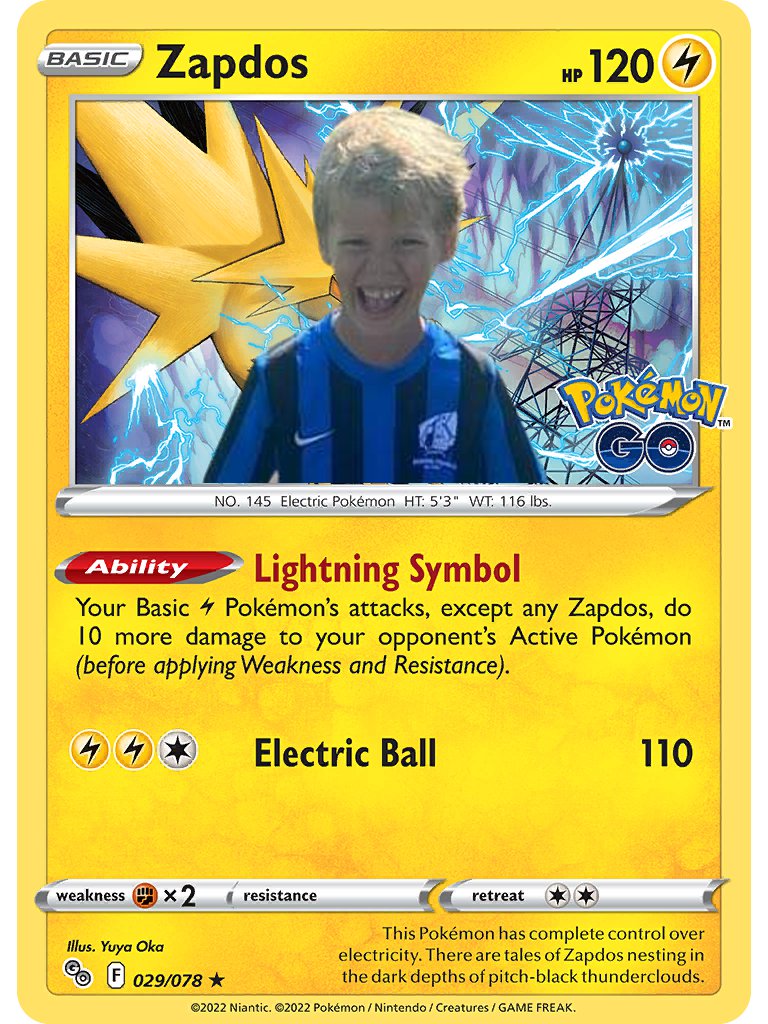 BASIC Zapdos HP 120
POKéMON
GO
TM
NO. 145 Electric Pokémon HT: 5'3" WT: 116 lbs.
Ability Lightning Symbol
Your Basic Pokémon's attacks, except any Zapdos, do
10 more damage to your opponent's Active Pokémon
(before applying Weakness and Resistance).
Electric Ball 110
weakness ×2 resistance retreat
This Pokémon has complete control over
electricity. There are tales of Zapdos nesting in
the dark depths of pitch-black thunderclouds.
Illus. Yuya Oka
GO F 029/078
©2022 Niantic. ©2022 Pokémon / Nintendo / Creatures / GAME FREAK.